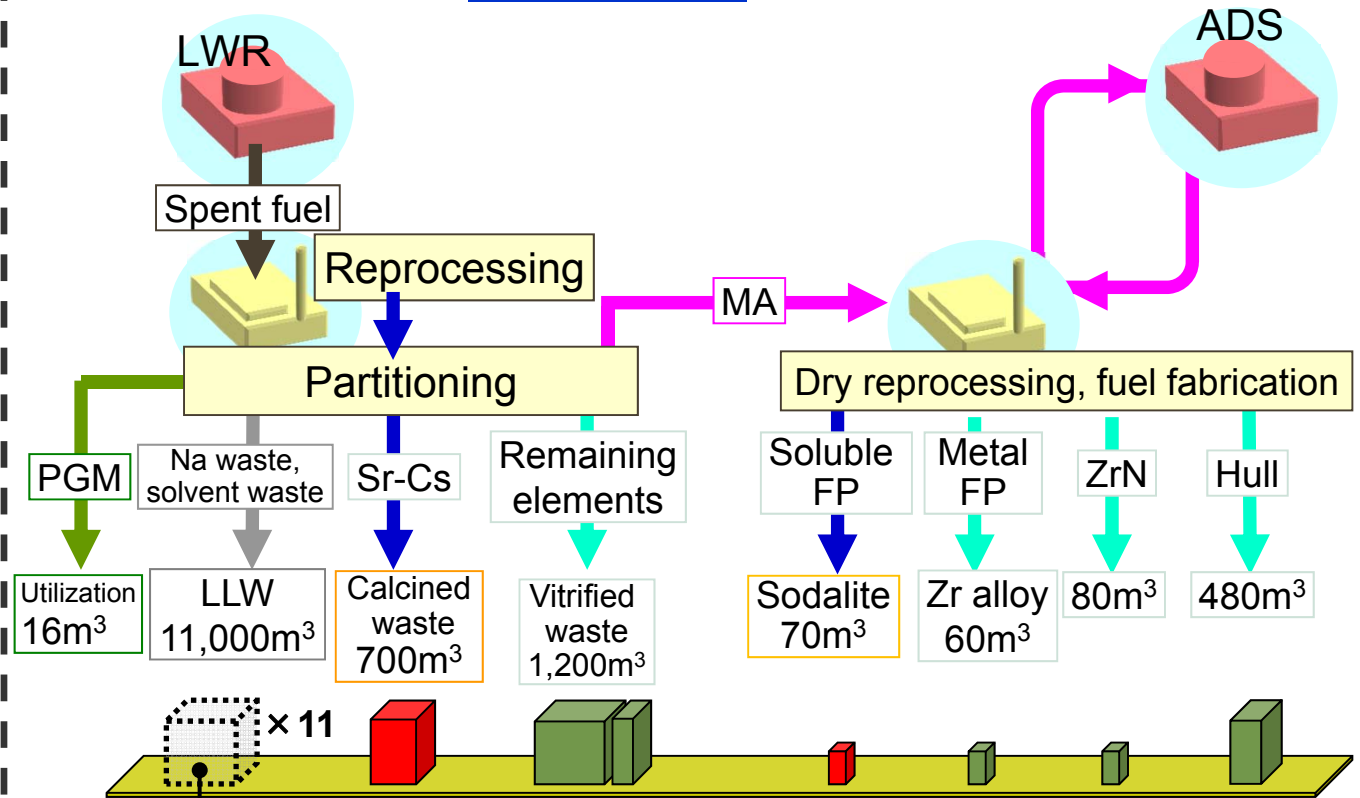 LWR
ADS
Spent fuel
Reprocessing
MA
Partitioning
Dry reprocessing, fuel fabrication
PGM
Na waste,
solvent waste
Sr-Cs
Remaining
elements
Soluble
FP
Metal
FP
ZrN
Hull
Utilization
16m³
LLW
11,000m³
Calcined
waste
700m³
Vitrified
waste
1,200m³
Sodalite
70m³
Zr alloy
60m³
80m³
480m³
×11